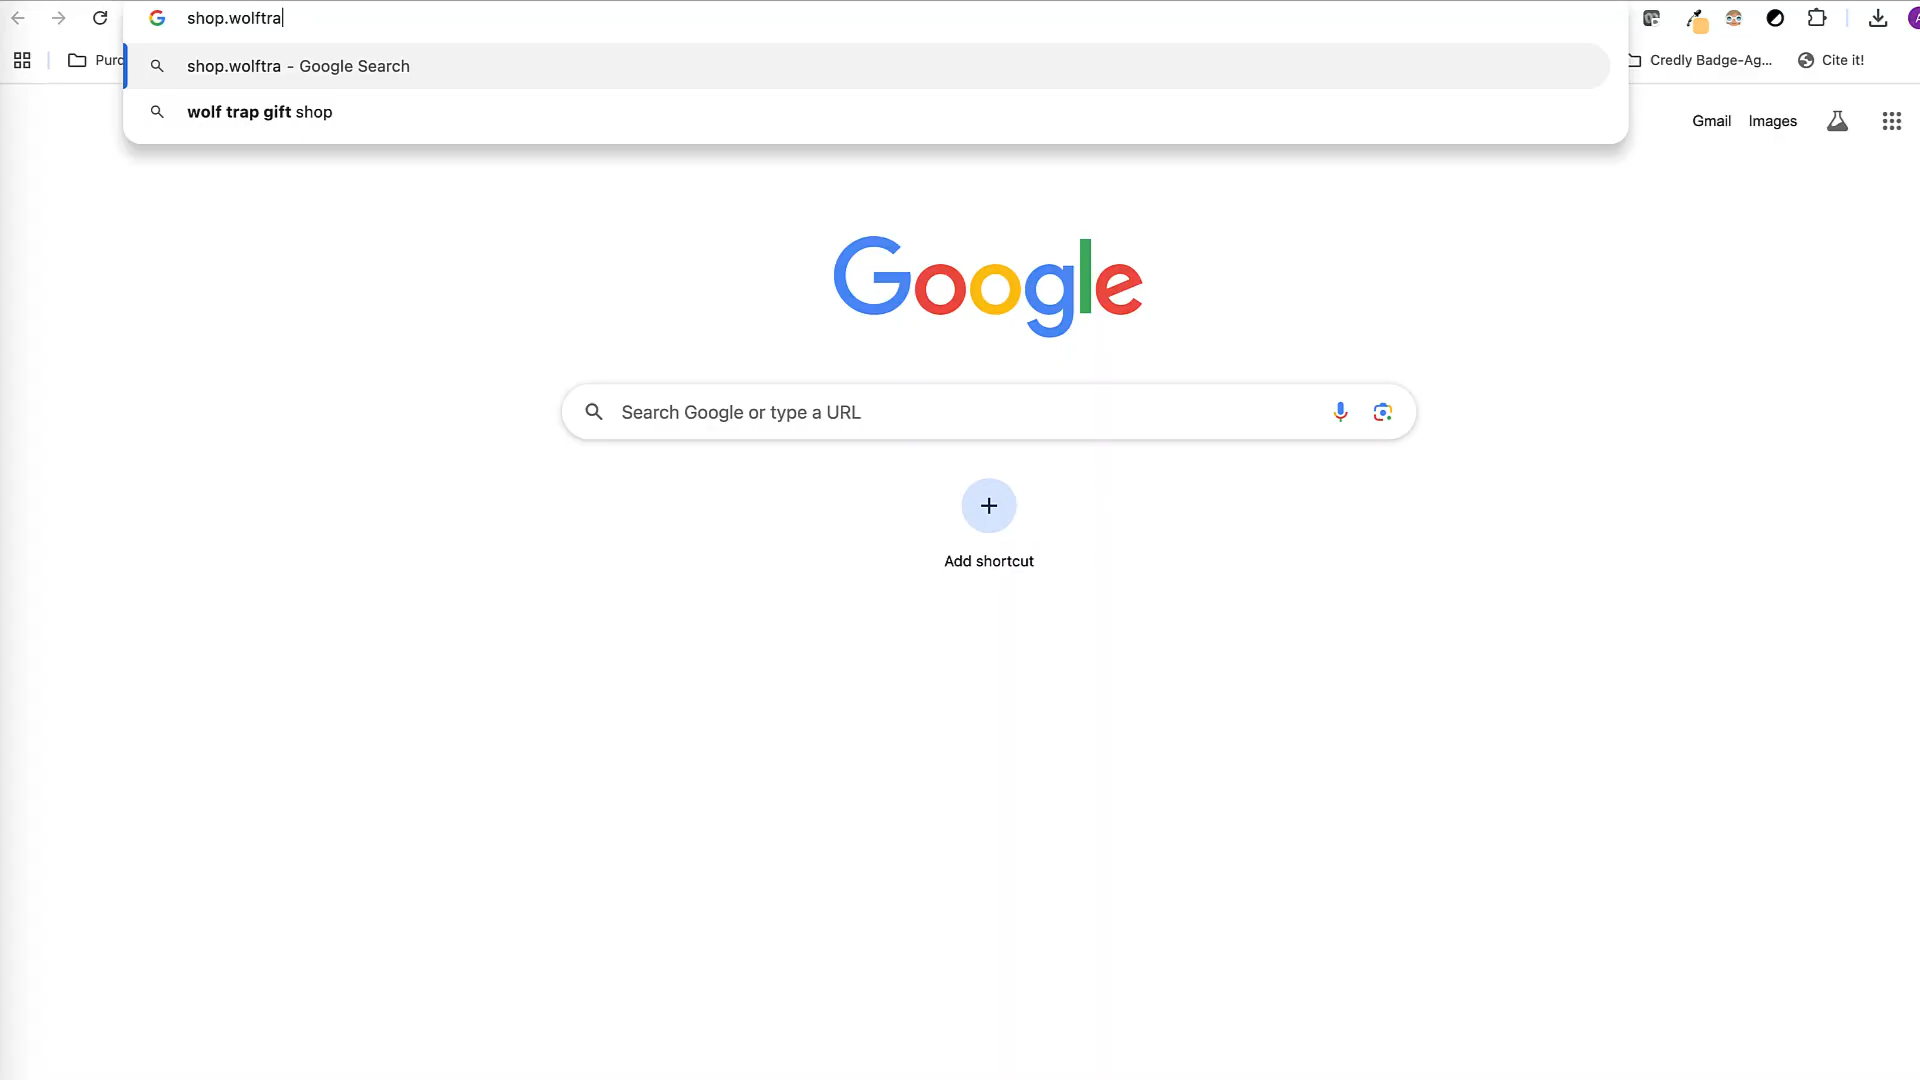 shop.wolftra
shop.wolftra - Google Search
wolf trap gift shop
Purc
Credly Badge-Ag...
Cite it!
Gmail
Images
Google
Search Google or type a URL
Add shortcut